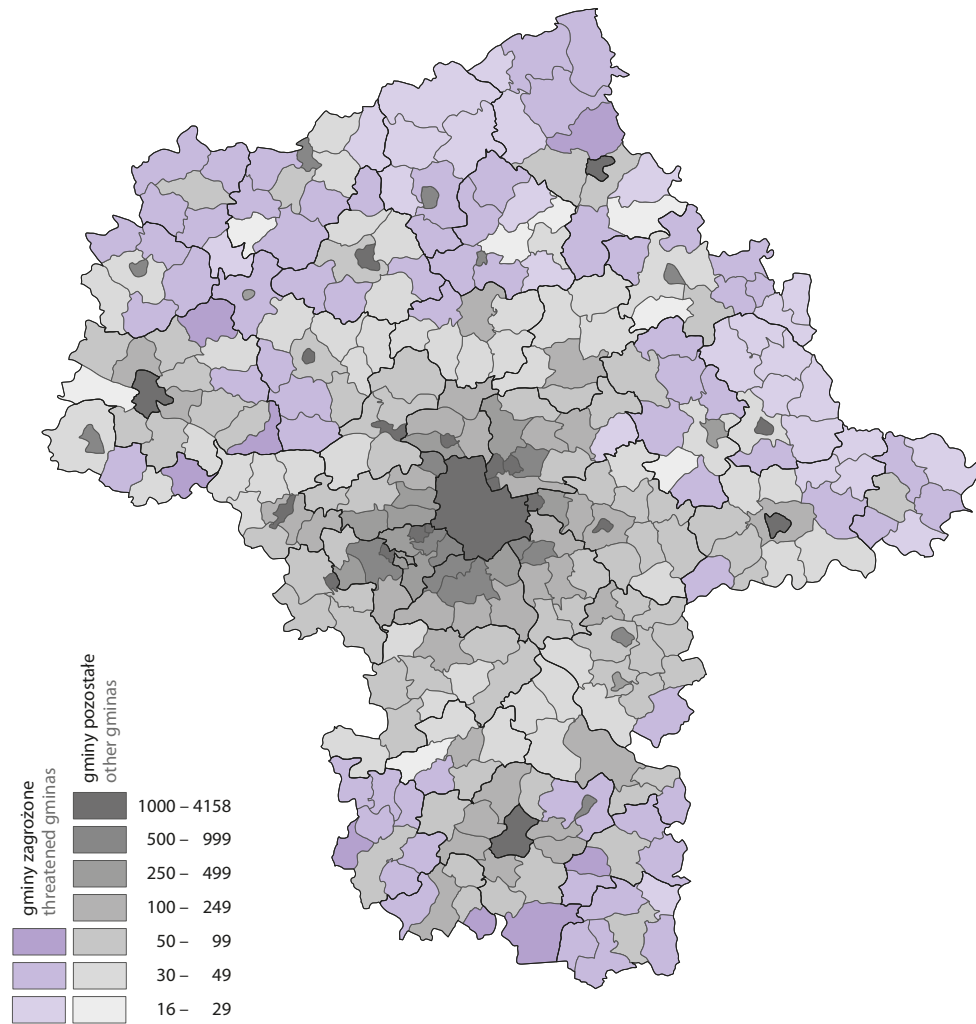 gminy zagrożone
threatened gminas
gminy pozostałe
other gminas
1000 – 4158
500 – 999
250 – 499
100 – 249
50 – 99
30 – 49
16 – 29